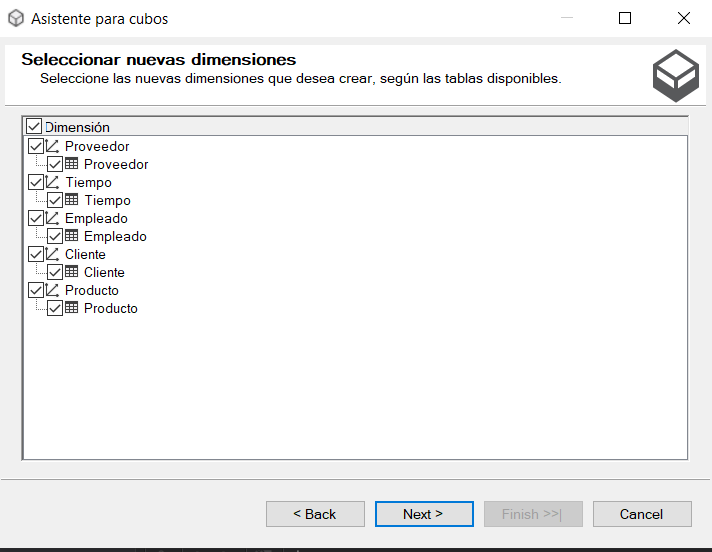 Asistente para cubos
Seleccionar nuevas dimensiones
Seleccione las nuevas dimensiones que desea crear, según las tablas disponibles.
Dimensión
Proveedor
Proveedor
Tiempo
Tiempo
Empleado
Empleado
Cliente
Cliente
Producto
Producto
< Back Next > Finish >>| Cancel